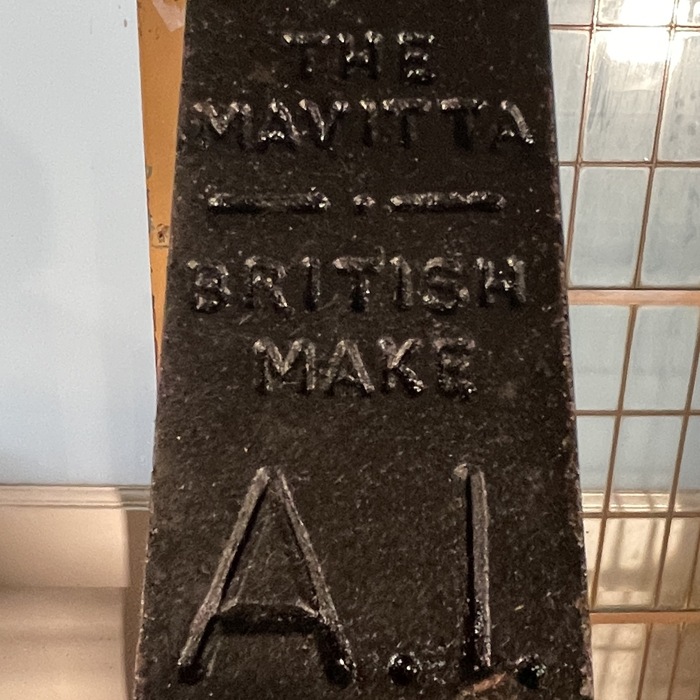 THE
MAVITTA
— · —
BRITISH
MAKE
A.1.